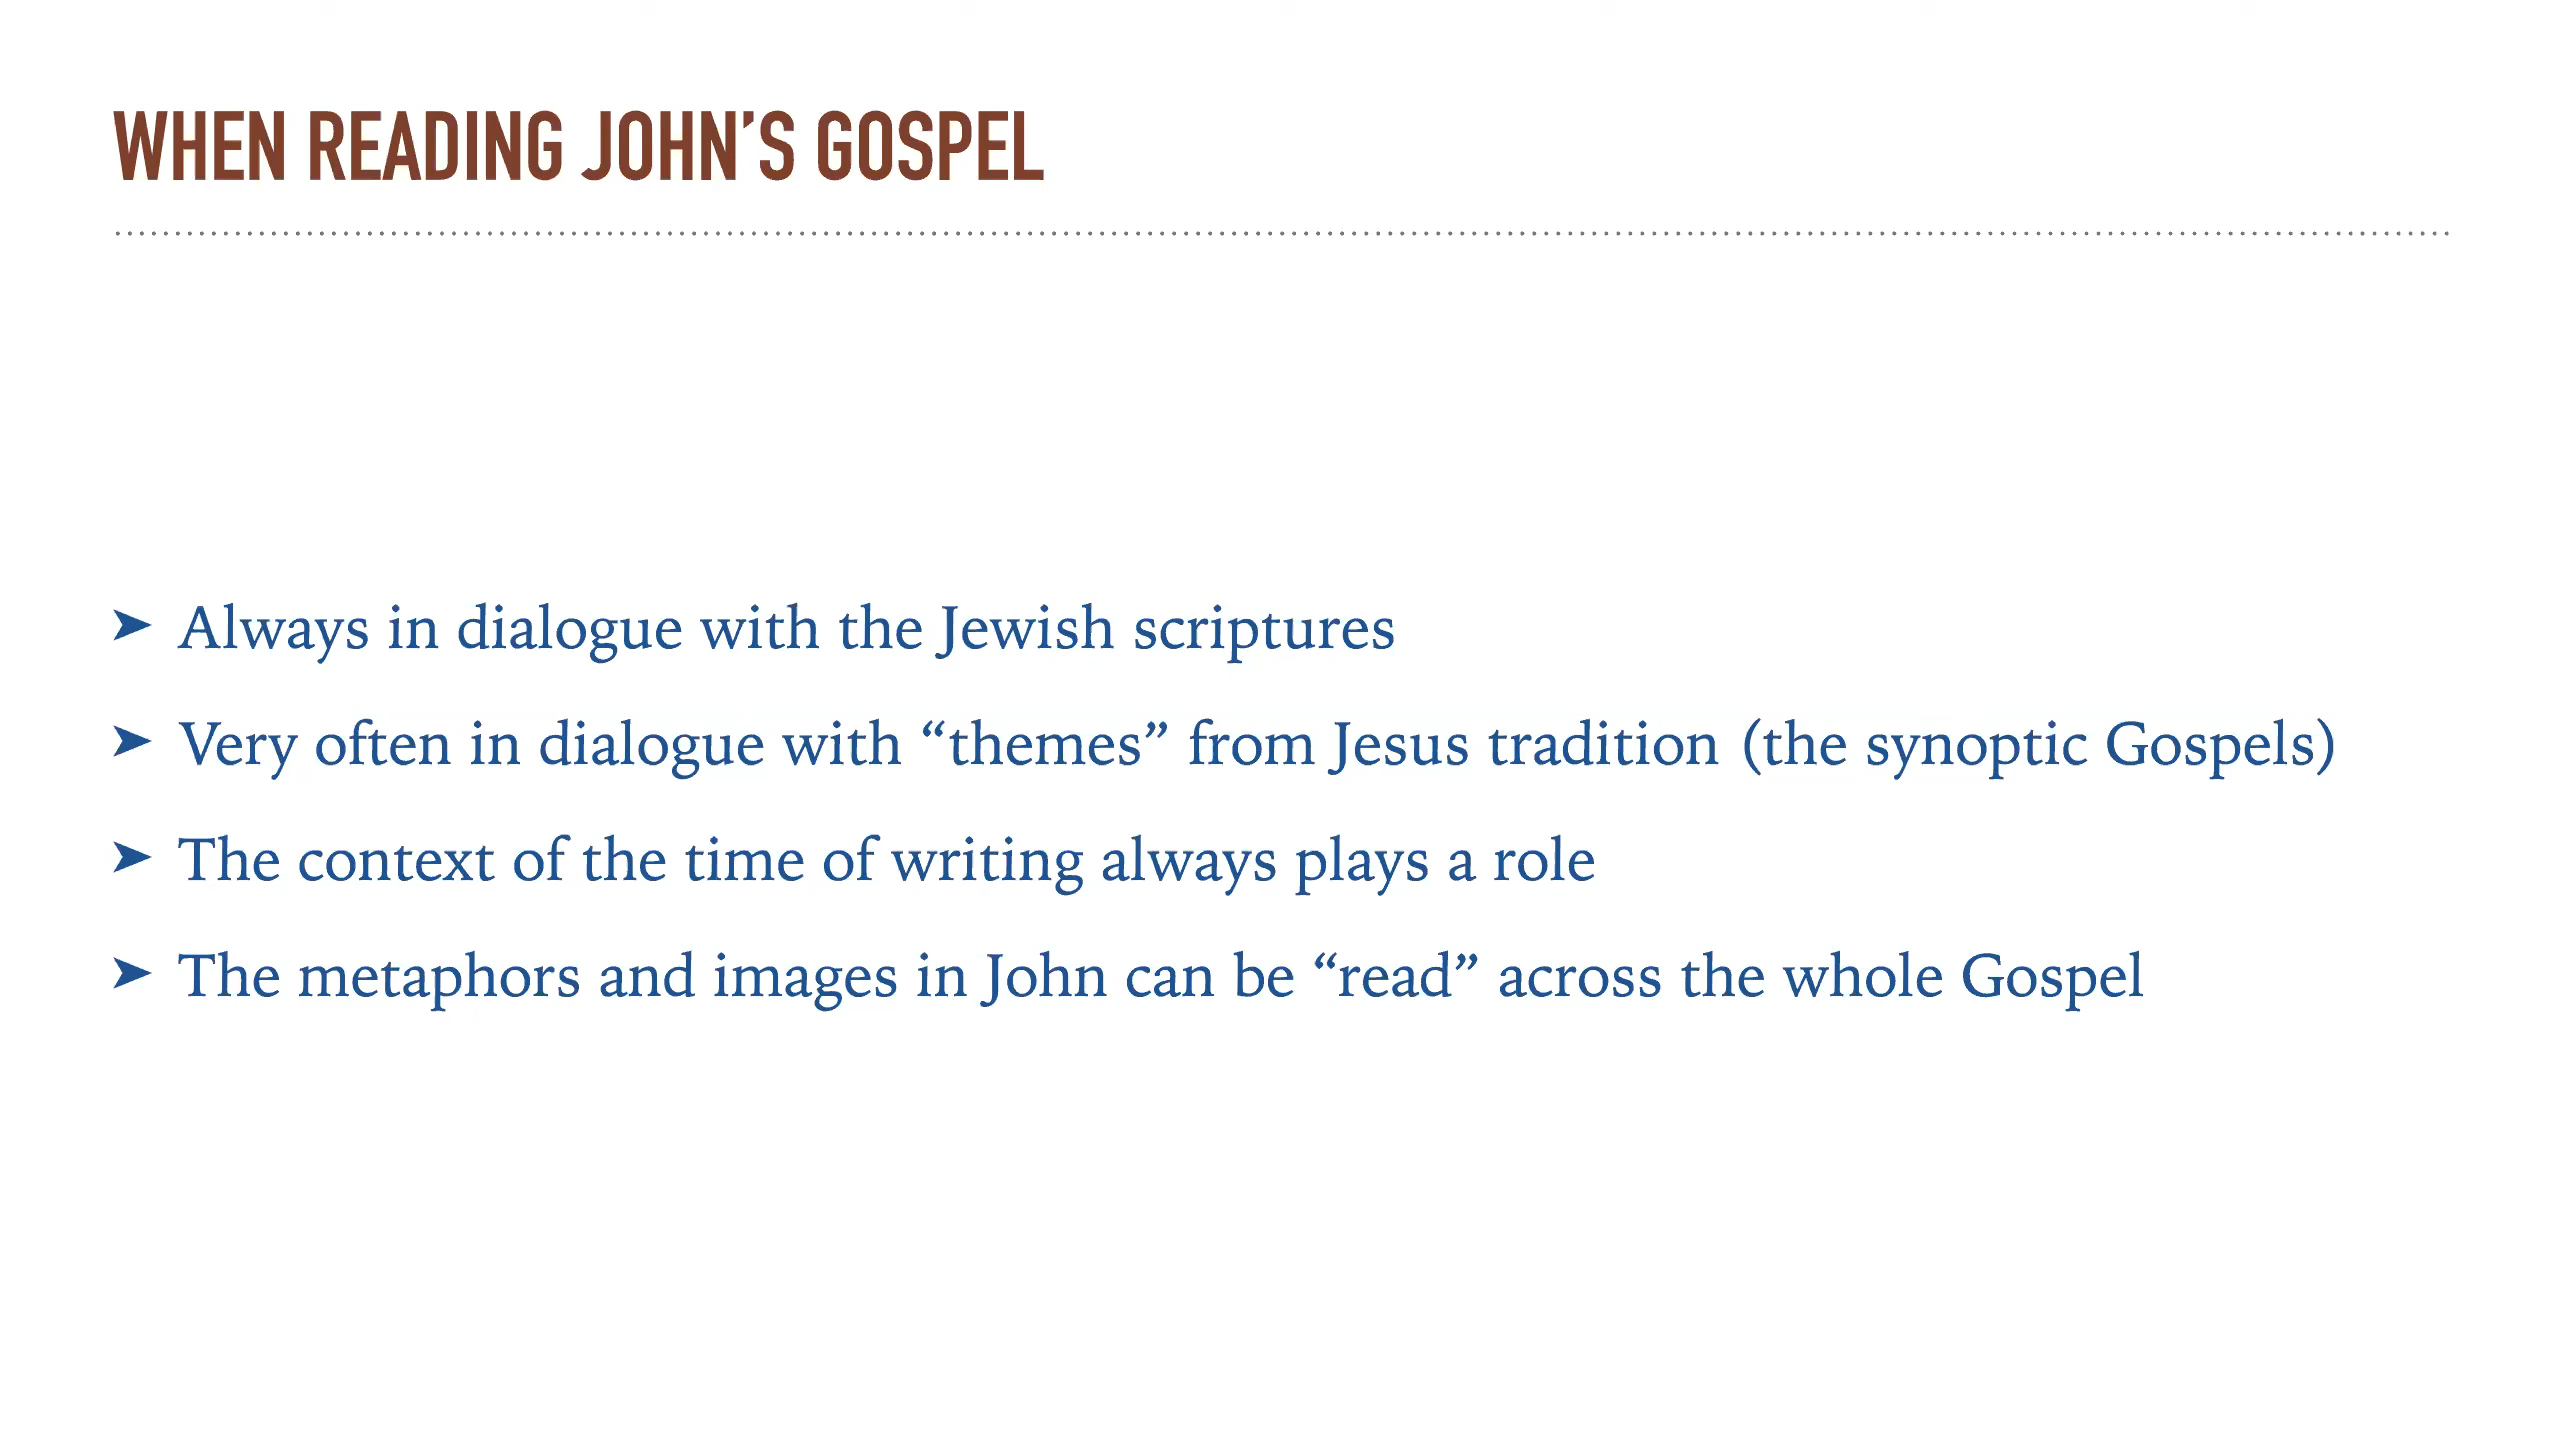 WHEN READING JOHN’S GOSPEL
➤ Always in dialogue with the Jewish scriptures
➤ Very often in dialogue with “themes” from Jesus tradition (the synoptic Gospels)
➤ The context of the time of writing always plays a role
➤ The metaphors and images in John can be “read” across the whole Gospel